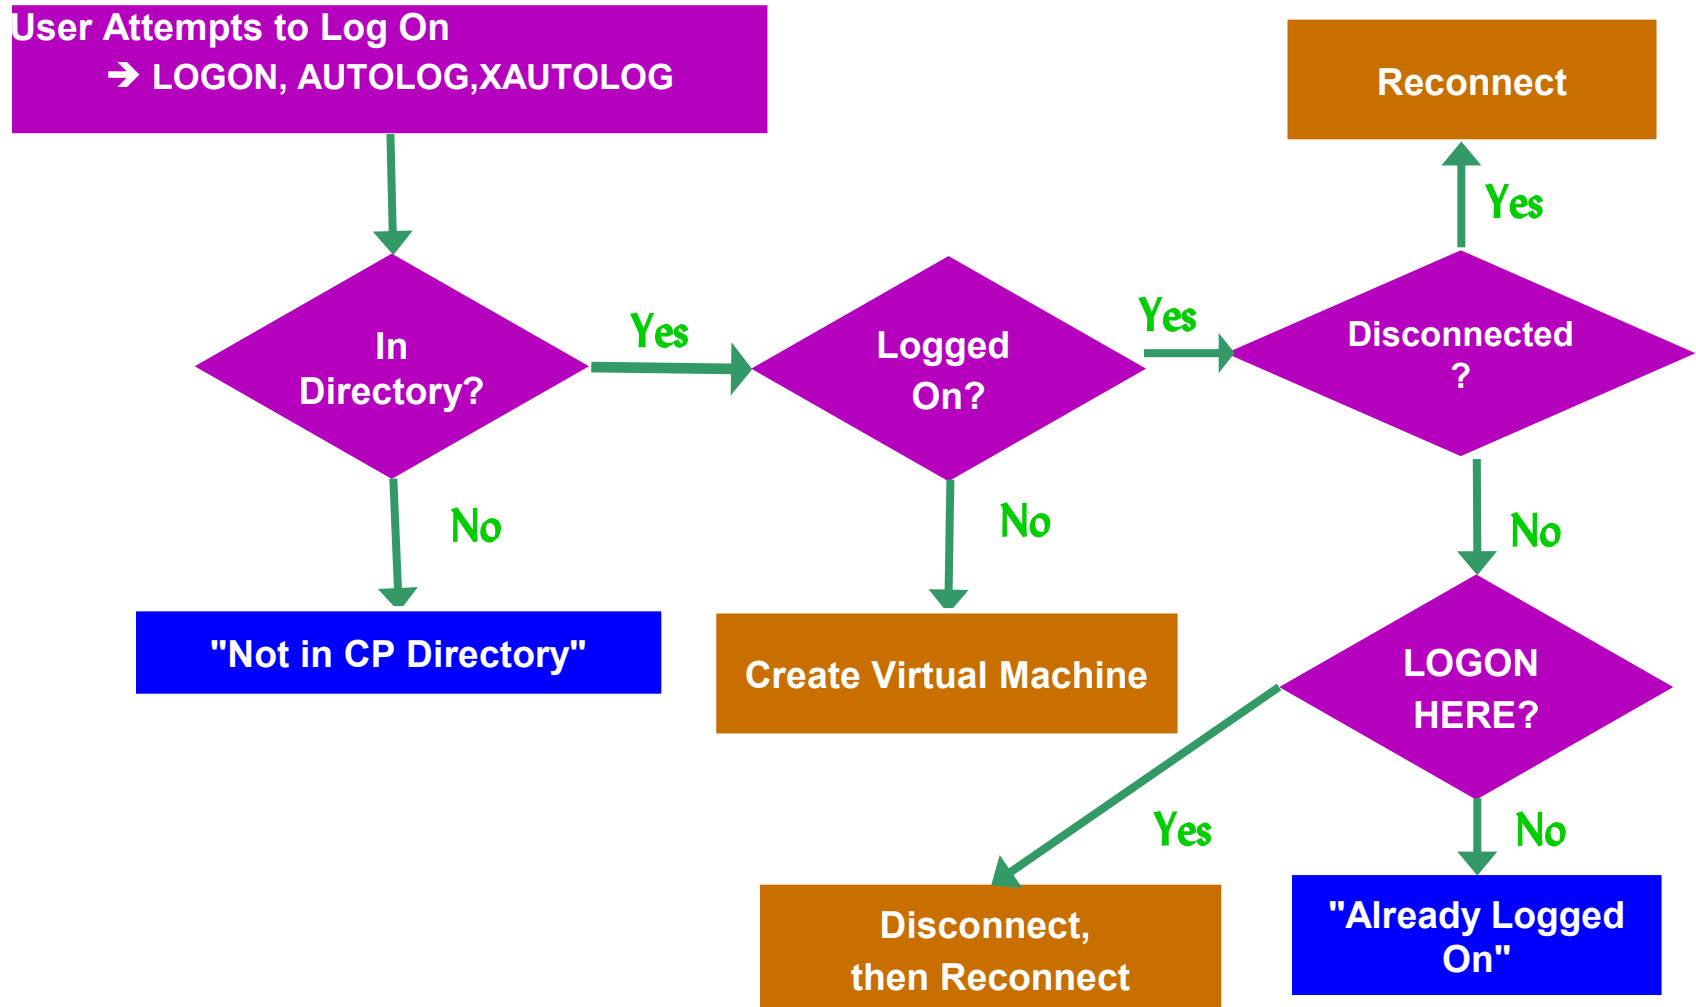 User Attempts to Log On
➔ LOGON, AUTOLOG,XAUTOLOG
Reconnect
Yes
In
Directory?
Yes
Logged
On?
Yes
Disconnected
?
No
No
No
"Not in CP Directory"
Create Virtual Machine
LOGON
HERE?
Yes
No
Disconnect,
then Reconnect
"Already Logged
On"